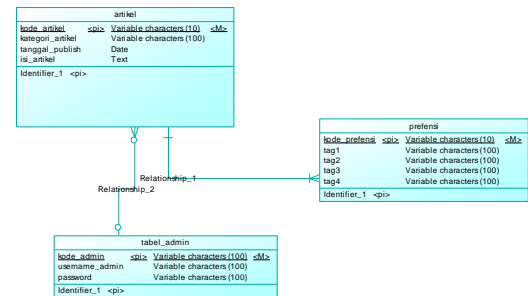 artikel
kode_artikel <pi> Variable characters (10) <M>
kategori_artikel Variable characters (100)
tanggal_publish Date
isi_artikel Text
Identifier_1 <pi>
prefensi
kode_prefensi <pi> Variable characters (10) <M>
tag1 Variable characters (100)
tag2 Variable characters (100)
tag3 Variable characters (100)
tag4 Variable characters (100)
Identifier_1 <pi>
Relationship_1
Relationship_2
tabel_admin
kode_admin <pi> Variable characters (100) <M>
username_admin Variable characters (100)
password Variable characters (100)
Identifier_1 <pi>